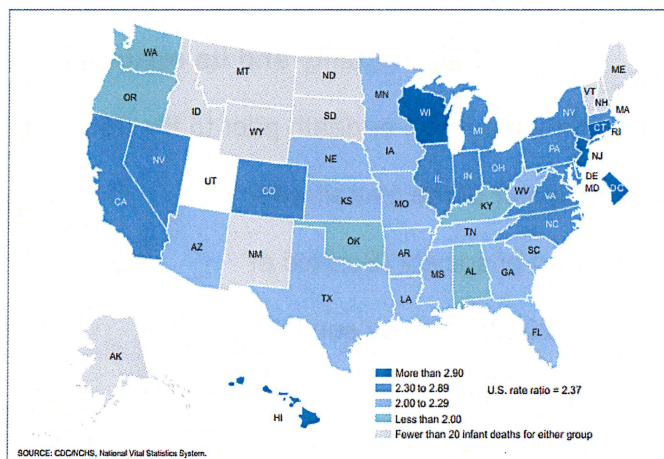 WA
MT
ND
ME
OR
ID
MN
VT
NH
SD
WI
NY
MA
WY
MI
CT
RI
IA
PA
NJ
NE
NV
IL
IN
OH
DE
UT
MD
DC
CA
CO
WV
VA
KS
MO
KY
NC
TN
OK
AZ
AR
SC
NM
MS
AL
GA
TX
LA
FL
AK
HI
More than 2.90
2.30 to 2.89
U.S. rate ratio = 2.37
2.00 to 2.29
Less than 2.00
Fewer than 20 infant deaths for either group
SOURCE: CDC/NCHS, National Vital Statistics System.